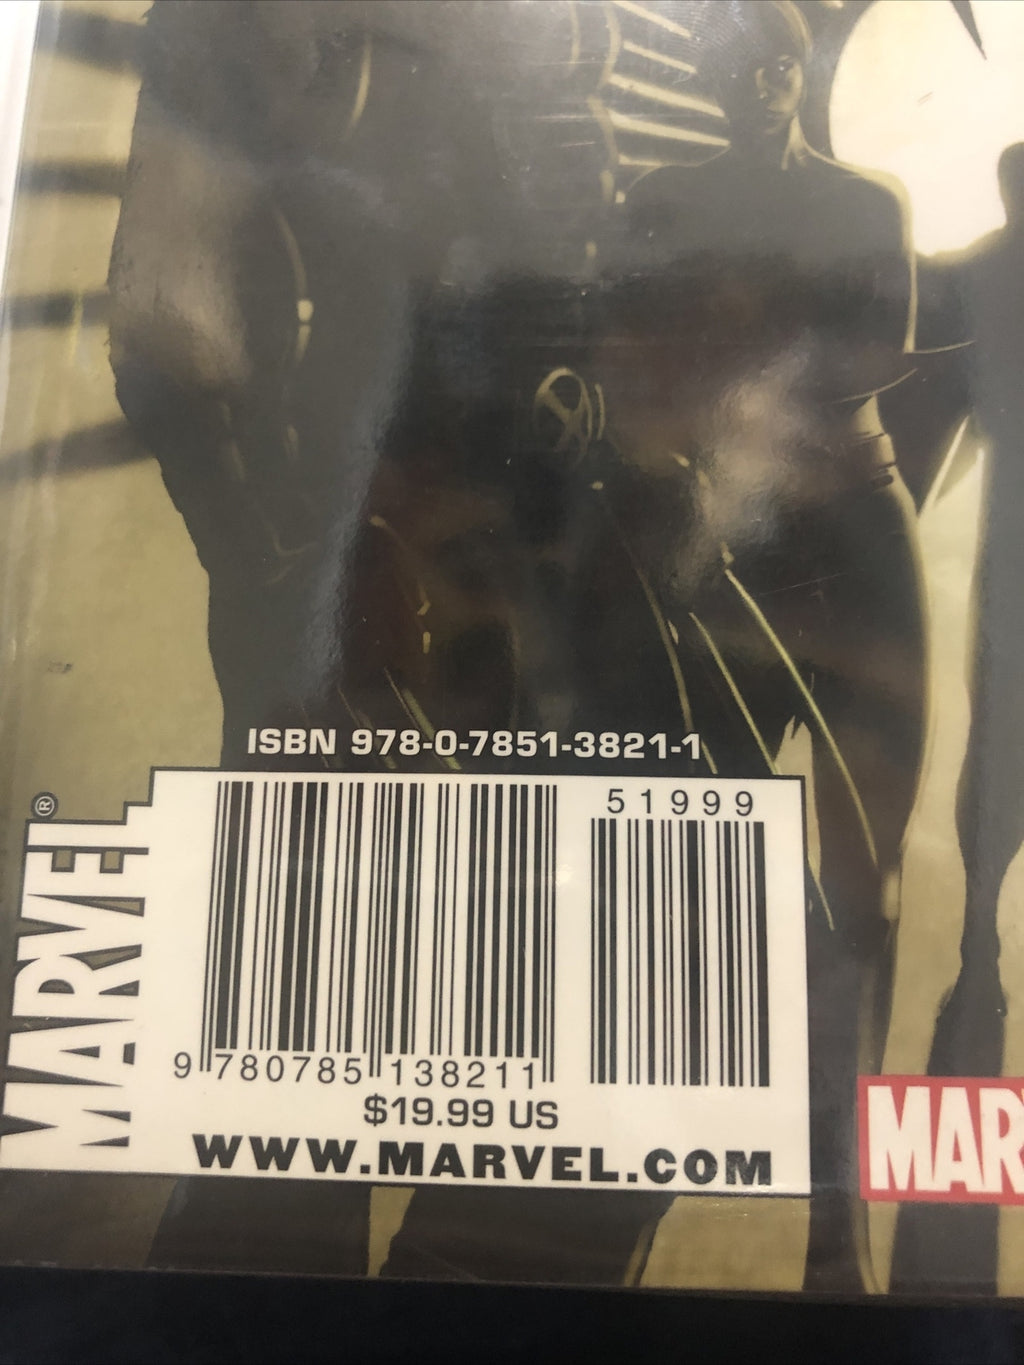 ISBN 978-0-7851-3821-1
51999
MARVEL®
9 780785 138211
$19.99 US
WWW.MARVEL.COM
MAR